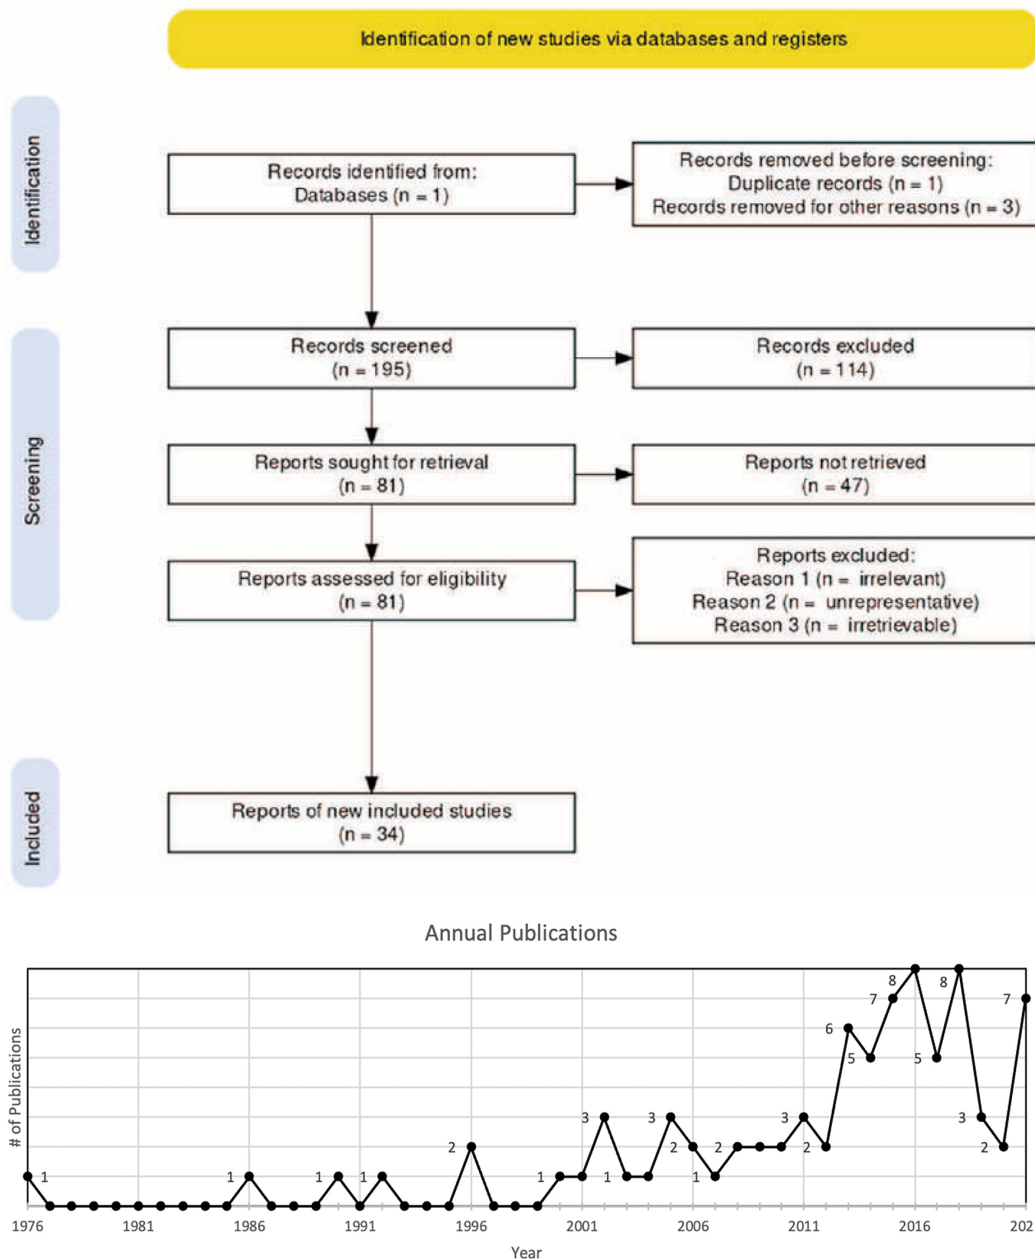 Identification of new studies via databases and registers
Identification
Records identified from:
Databases (n = 1)
Records removed before screening:
Duplicate records (n = 1)
Records removed for other reasons (n = 3)
Screening
Records screened
(n = 195)
Records excluded
(n = 114)
Reports sought for retrieval
(n = 81)
Reports not retrieved
(n = 47)
Reports assessed for eligibility
(n = 81)
Reports excluded:
Reason 1 (n = irrelevant)
Reason 2 (n = unrepresentative)
Reason 3 (n = irretrievable)
Included
Reports of new included studies
(n = 34)
Annual Publications
# of Publications
1 1 1 1 2 1 3 1 3 2 1 2 3 2 6 5 7 8 5 8 3 2 7
1976 1981 1986 1991 1996 2001 2006 2011 2016 202
Year